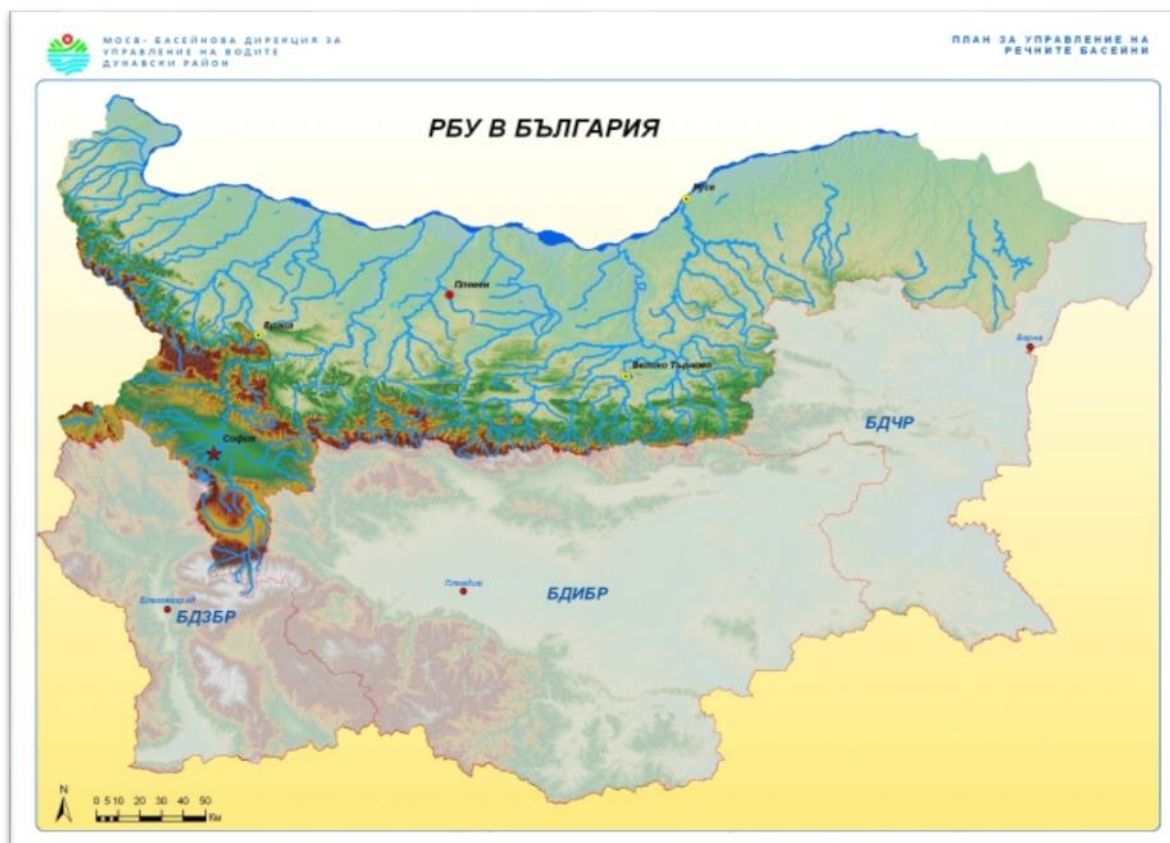 МОСВ- БАСЕЙНОВА ДИРЕКЦИЯ ЗА
УПРАВЛЕНИЕ НА ВОДИТЕ
ДУНАВСКИ РАЙОН
ПЛАН ЗА УПРАВЛЕНИЕ НА
РЕЧНИТЕ БАСЕЙНИ
РБУ В БЪЛГАРИЯ
Русе
Плевен
Враца
Варна
Велико Търново
БДЧР
София
Пловдив
БДИБР
Благоевград
БДЗБР
N
0 5 10 20 30 40 50
Км